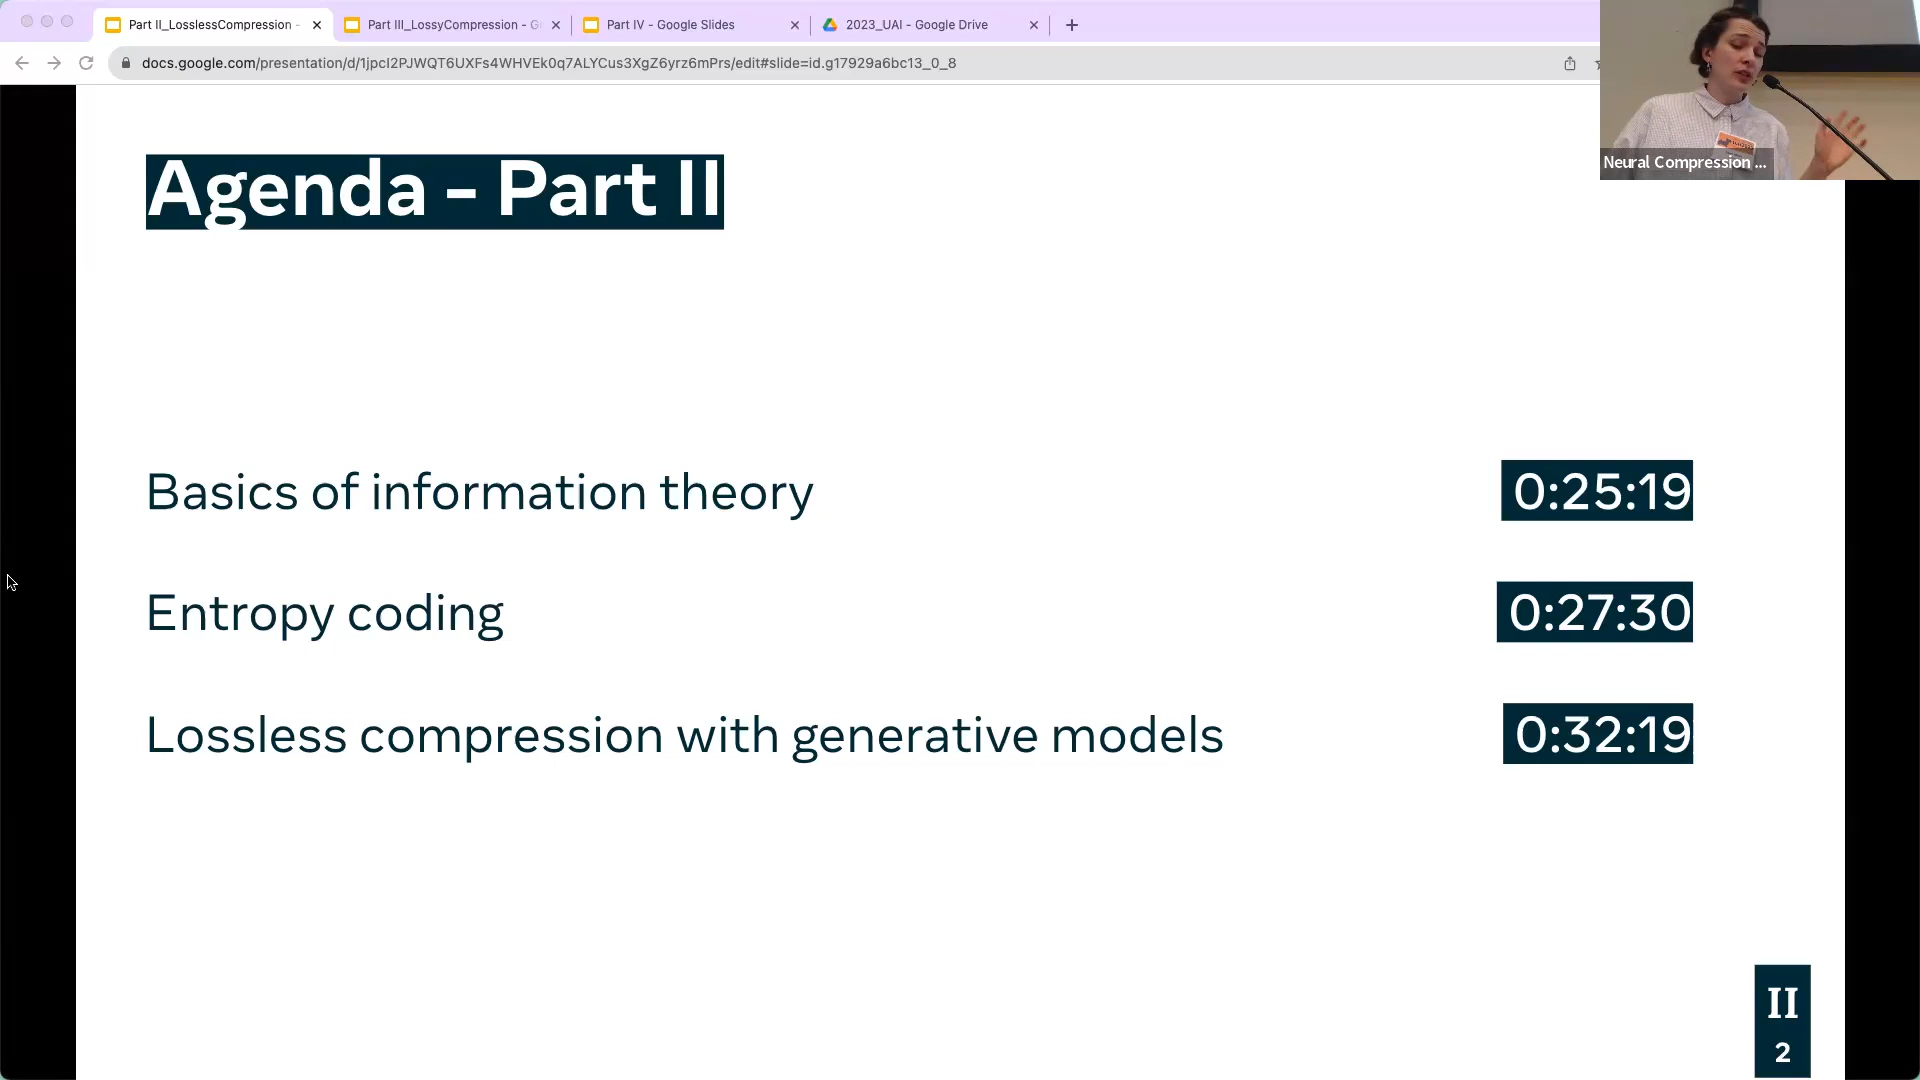 Part II_LosslessCompression -
Part III_LossyCompression - G
Part IV - Google Slides
2023_UAI - Google Drive
docs.google.com/presentation/d/1jpcI2PJWQT6UXFs4WHVEk0q7ALYCus3XgZ6yrz6mPrs/edit#slide=id.g17929a6bc13_0_8
Neural Compression ...
Agenda - Part II
Basics of information theory 0:25:19
Entropy coding 0:27:30
Lossless compression with generative models 0:32:19
II
2